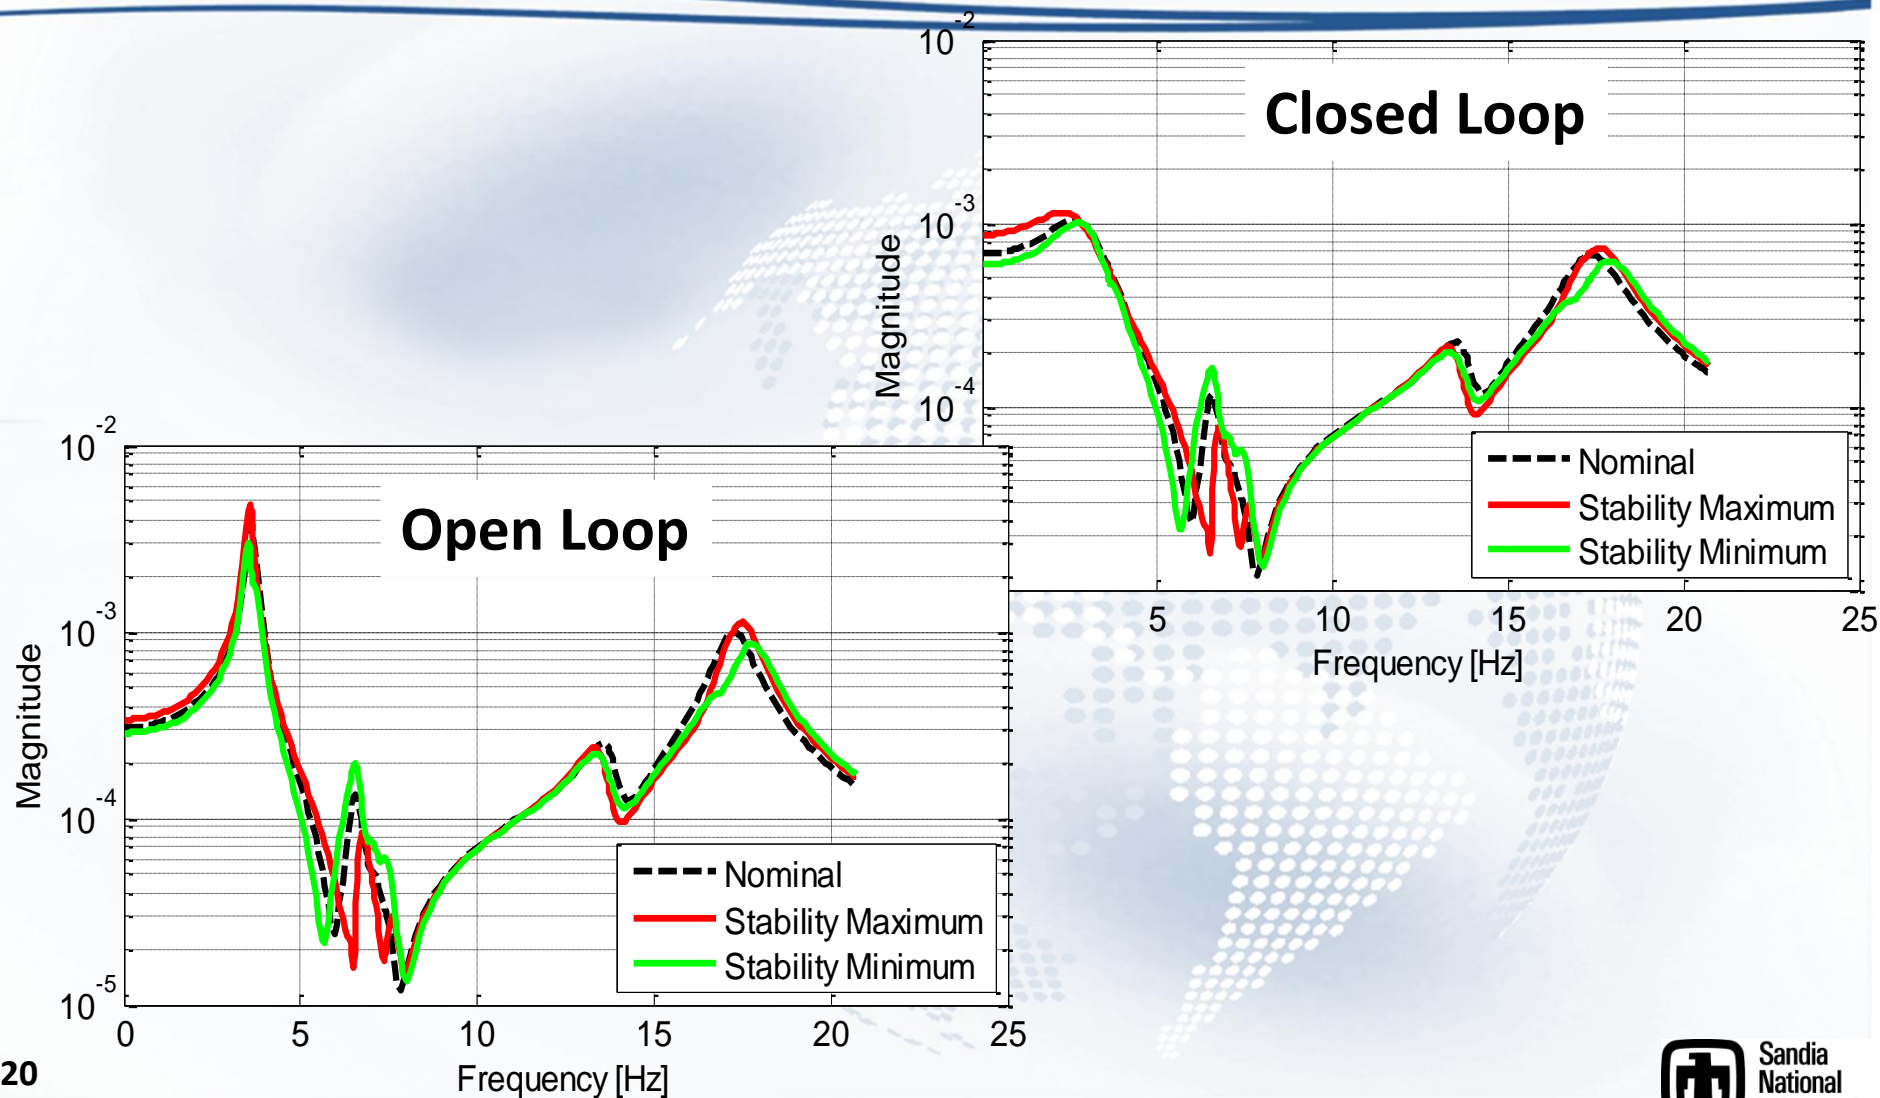 Closed Loop
10^-2
10^-3
10^-4
Magnitude
Nominal
Stability Maximum
Stability Minimum
5 10 15 20 25
Frequency [Hz]
Open Loop
10^-2
10^-3
10^-4
10^-5
Magnitude
Nominal
Stability Maximum
Stability Minimum
0 5 10 15 20 25
Frequency [Hz]
20
Sandia
National